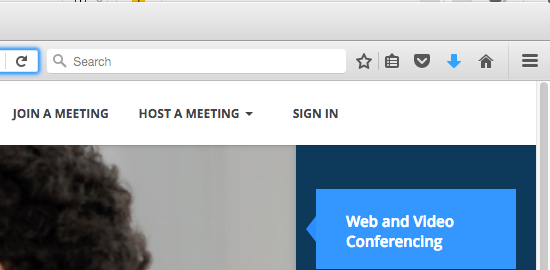 Search
JOIN A MEETING
HOST A MEETING
SIGN IN
Web and Video
Conferencing